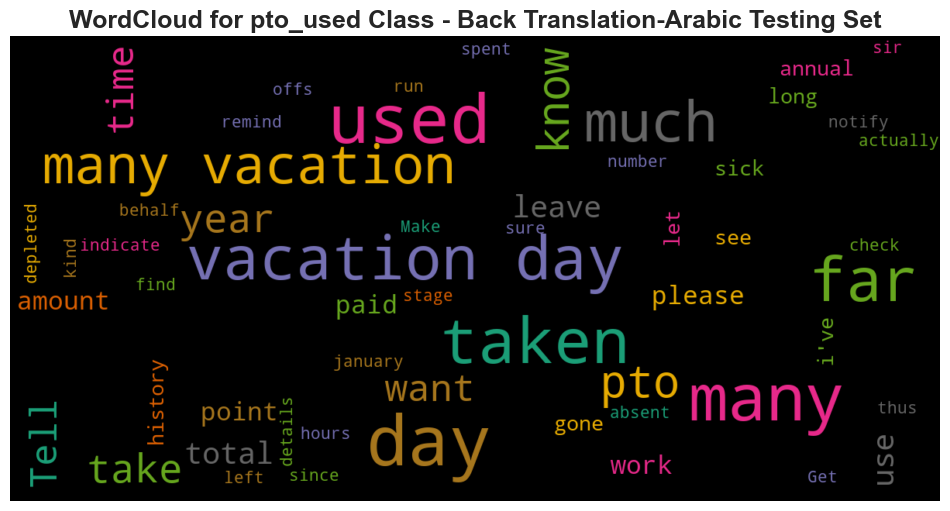 WordCloud for pto_used Class - Back Translation-Arabic Testing Set
spent
sir
time
know
annual
offs
run
long
used
much
remind
notify
actually
many vacation
number
sick
depleted
behalf
year
leave
let
kind
indicate
Make
sure
see
check
vacation day
far
find
amount
paid
stage
please
i've
taken
january
history
want
pto
many
Tell
point
details
hours
gone
absent
thus
day
use
take
total
work
left
since
Get